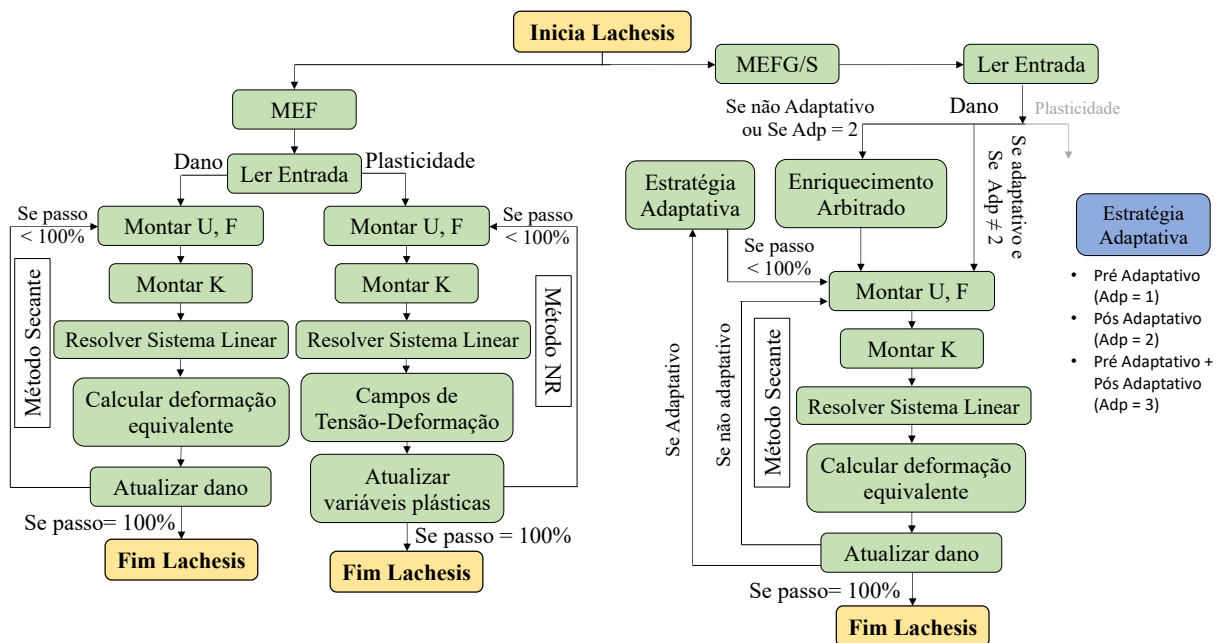 Inicia Lachesis
MEF
Ler Entrada
Dano
Plasticidade
Se passo
< 100%
Montar U, F
Montar K
Resolver Sistema Linear
Calcular deformação
equivalente
Atualizar dano
Método Secante
Se passo= 100%
Fim Lachesis
Montar U, F
Se passo
< 100%
Montar K
Resolver Sistema Linear
Campos de
Tensão-Deformação
Atualizar
variáveis plásticas
Método NR
Se passo = 100%
Fim Lachesis
MEFG/S
Ler Entrada
Dano
Plasticidade
Se não Adaptativo
ou Se Adp = 2
Se adaptativo e
Se Adp ≠ 2
Estratégia
Adaptativa
Enriquecimento
Arbitrado
Se passo
< 100%
Montar U, F
Montar K
Resolver Sistema Linear
Calcular deformação
equivalente
Atualizar dano
Se Adaptativo
Se não adaptativo
Método Secante
Se passo= 100%
Fim Lachesis
Estratégia
Adaptativa
• Pré Adaptativo
(Adp = 1)
• Pós Adaptativo
(Adp = 2)
• Pré Adaptativo +
Pós Adaptativo
(Adp = 3)